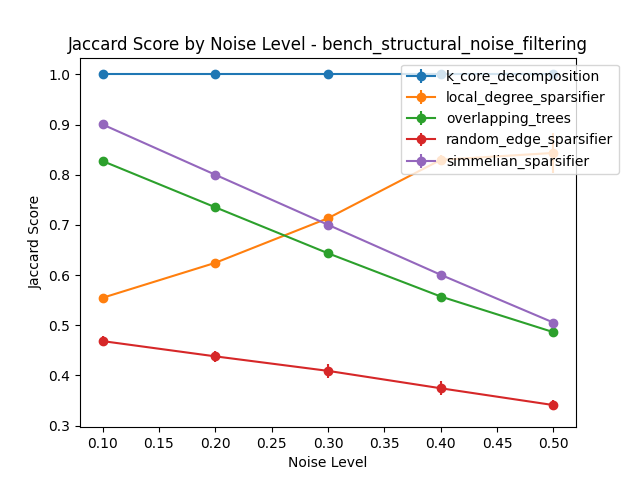 Jaccard Score by Noise Level - bench_structural_noise_filtering
k_core_decomposition
local_degree_sparsifier
overlapping_trees
random_edge_sparsifier
simmelian_sparsifier
Jaccard Score
1.0
0.9
0.8
0.7
0.6
0.5
0.4
0.3
0.10 0.15 0.20 0.25 0.30 0.35 0.40 0.45 0.50
Noise Level